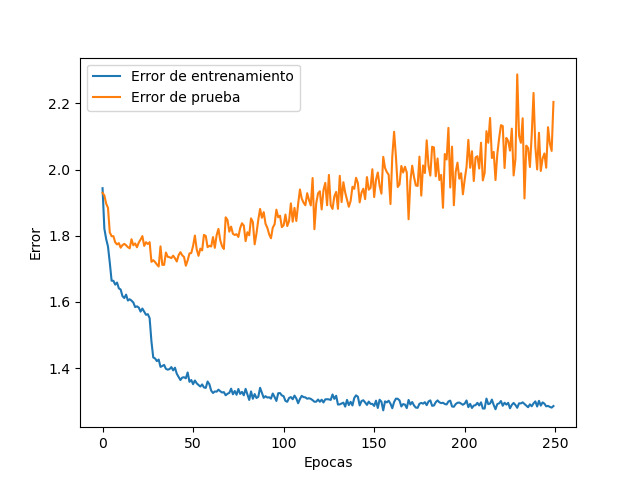 Error de entrenamiento
Error de prueba
2.2
2.0
1.8
1.6
1.4
Error
0 50 100 150 200 250
Epocas